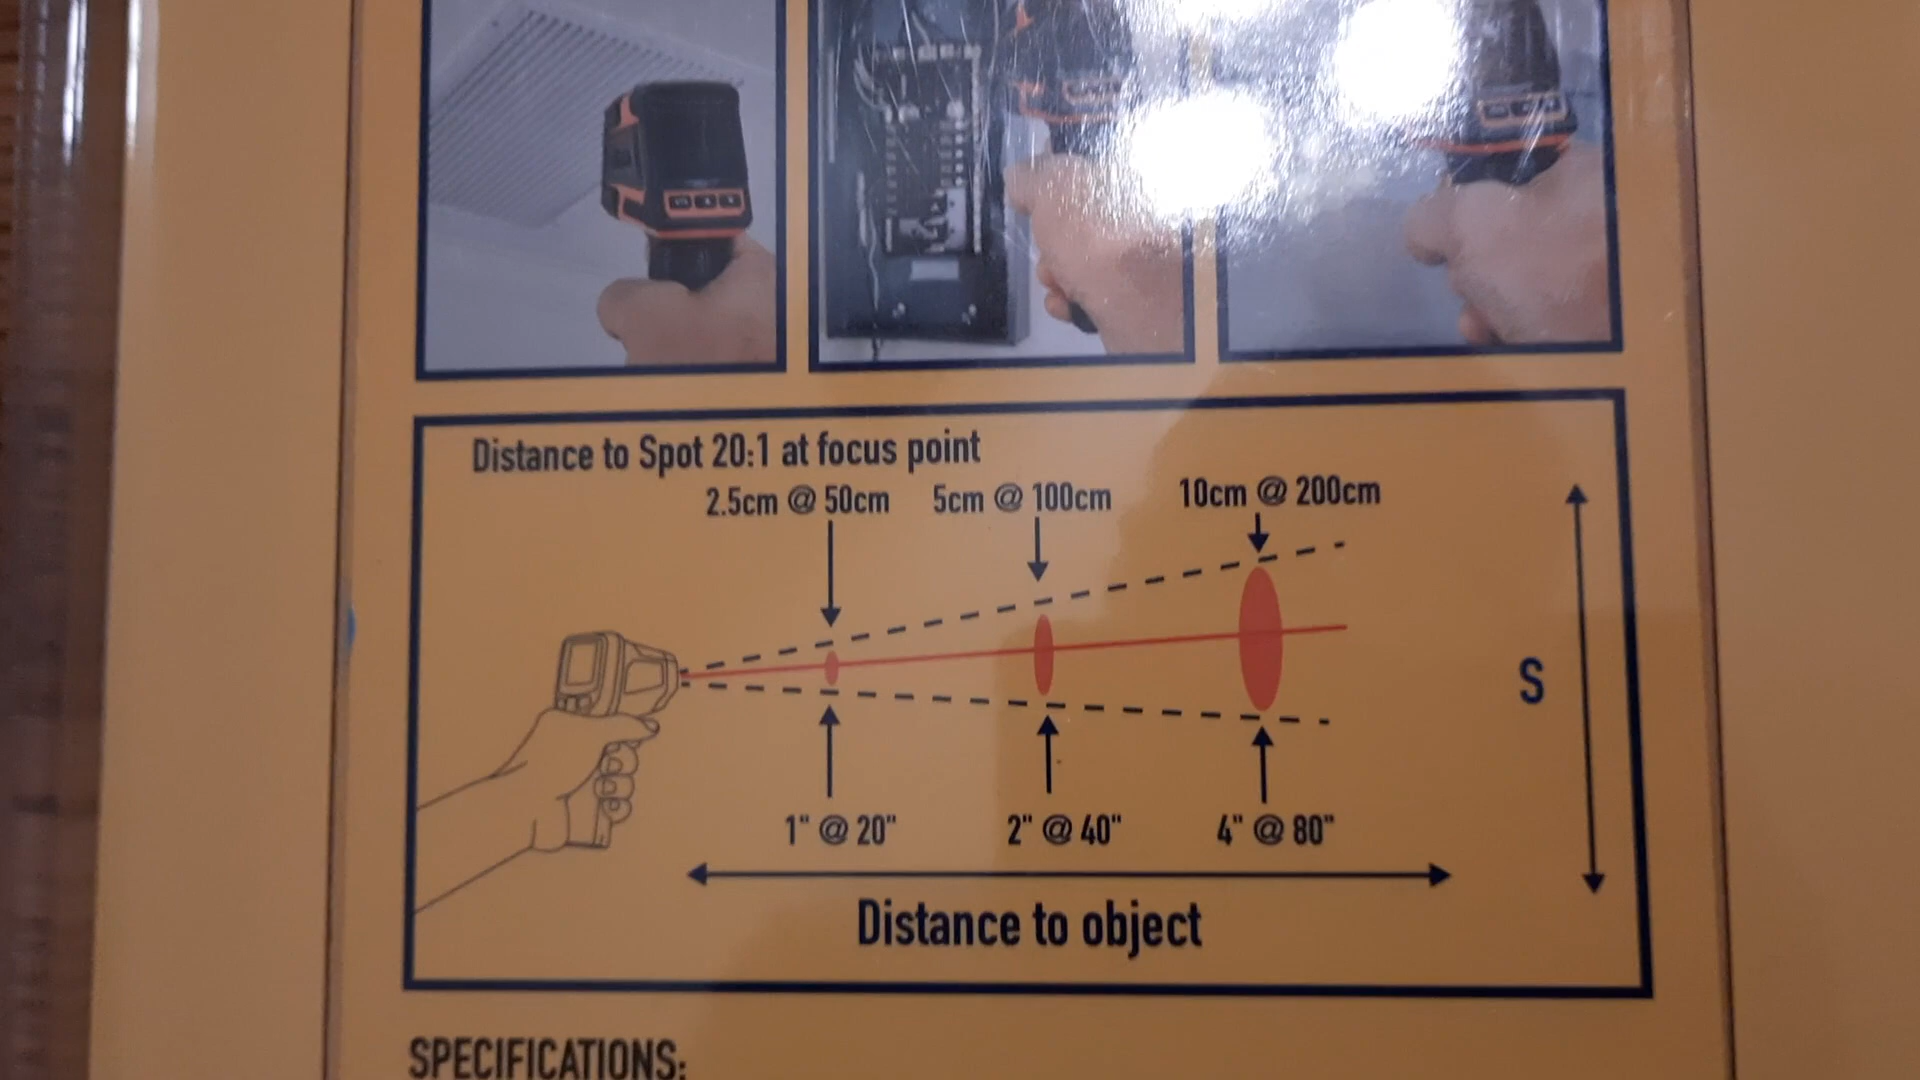 Distance to Spot 20:1 at focus point
2.5cm @ 50cm 5cm @ 100cm 10cm @ 200cm
S
1" @ 20" 2" @ 40" 4" @ 80"
Distance to object
SPECIFICATIONS: